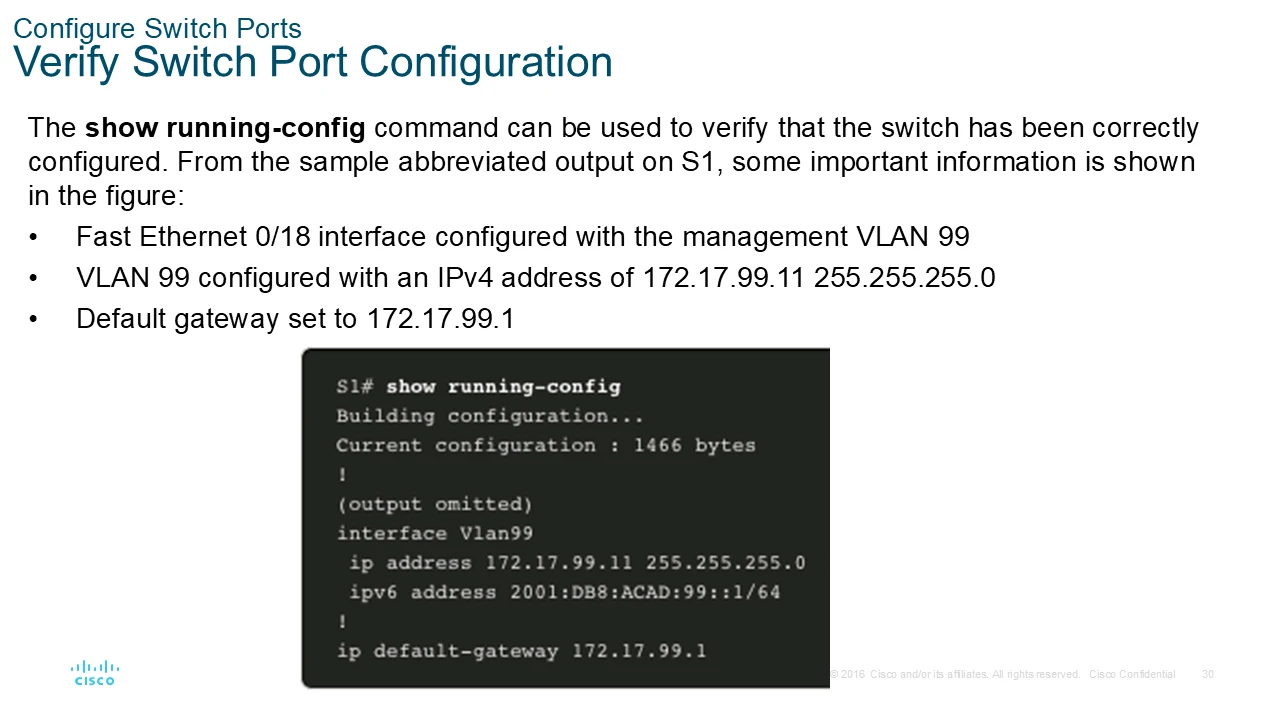 Configure Switch Ports
Verify Switch Port Configuration
The show running-config command can be used to verify that the switch has been correctly
configured. From the sample abbreviated output on S1, some important information is shown
in the figure:
• Fast Ethernet 0/18 interface configured with the management VLAN 99
• VLAN 99 configured with an IPv4 address of 172.17.99.11 255.255.255.0
• Default gateway set to 172.17.99.1
S1# show running-config
Building configuration...
Current configuration : 1466 bytes
!
(output omitted)
interface Vlan99
ip address 172.17.99.11 255.255.255.0
ipv6 address 2001:DB8:ACAD:99::1/64
!
ip default-gateway 172.17.99.1
CISCO
© 2016 Cisco and/or its affiliates. All rights reserved. Cisco Confidential 30